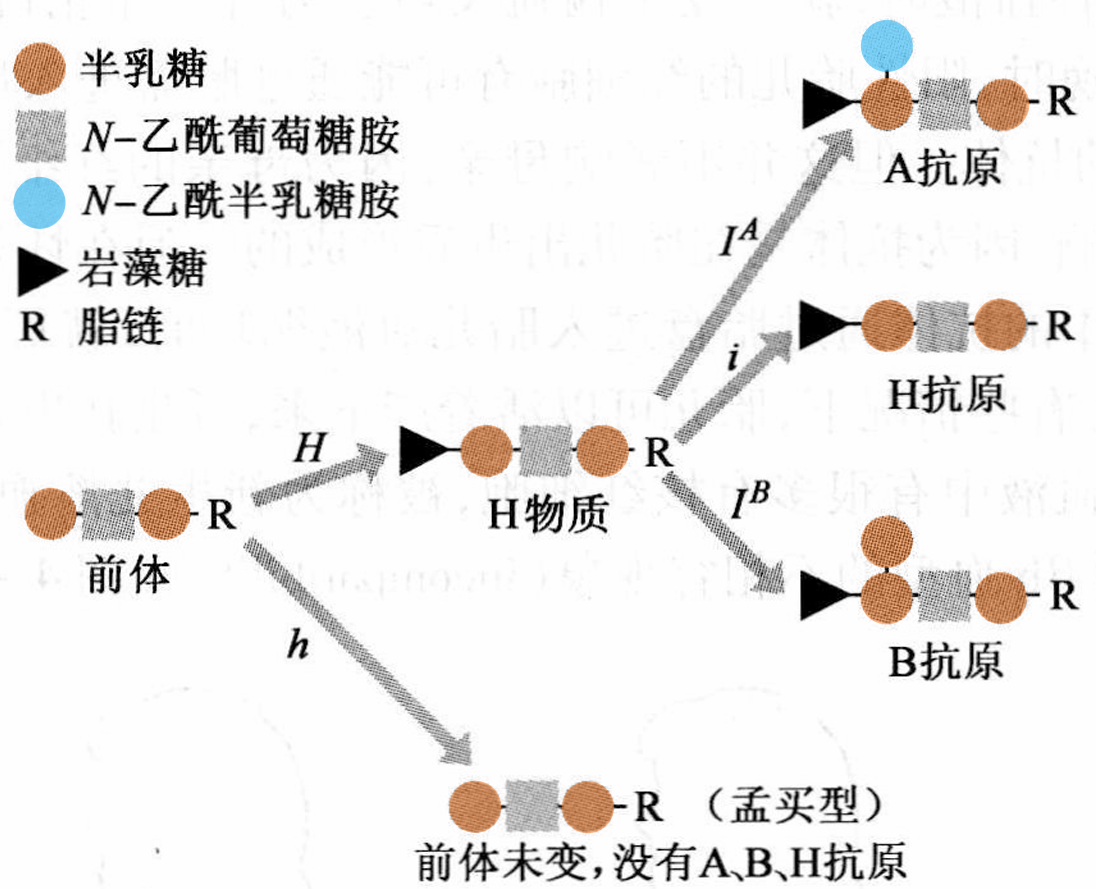 半乳糖
N-乙酰葡萄糖胺
N-乙酰半乳糖胺
岩藻糖
R 脂链
R
A抗原
I^A
R
H抗原
i
H
R
H物质
I^B
R
前体
R
B抗原
h
R （孟买型）
前体未变,没有A、B、H抗原